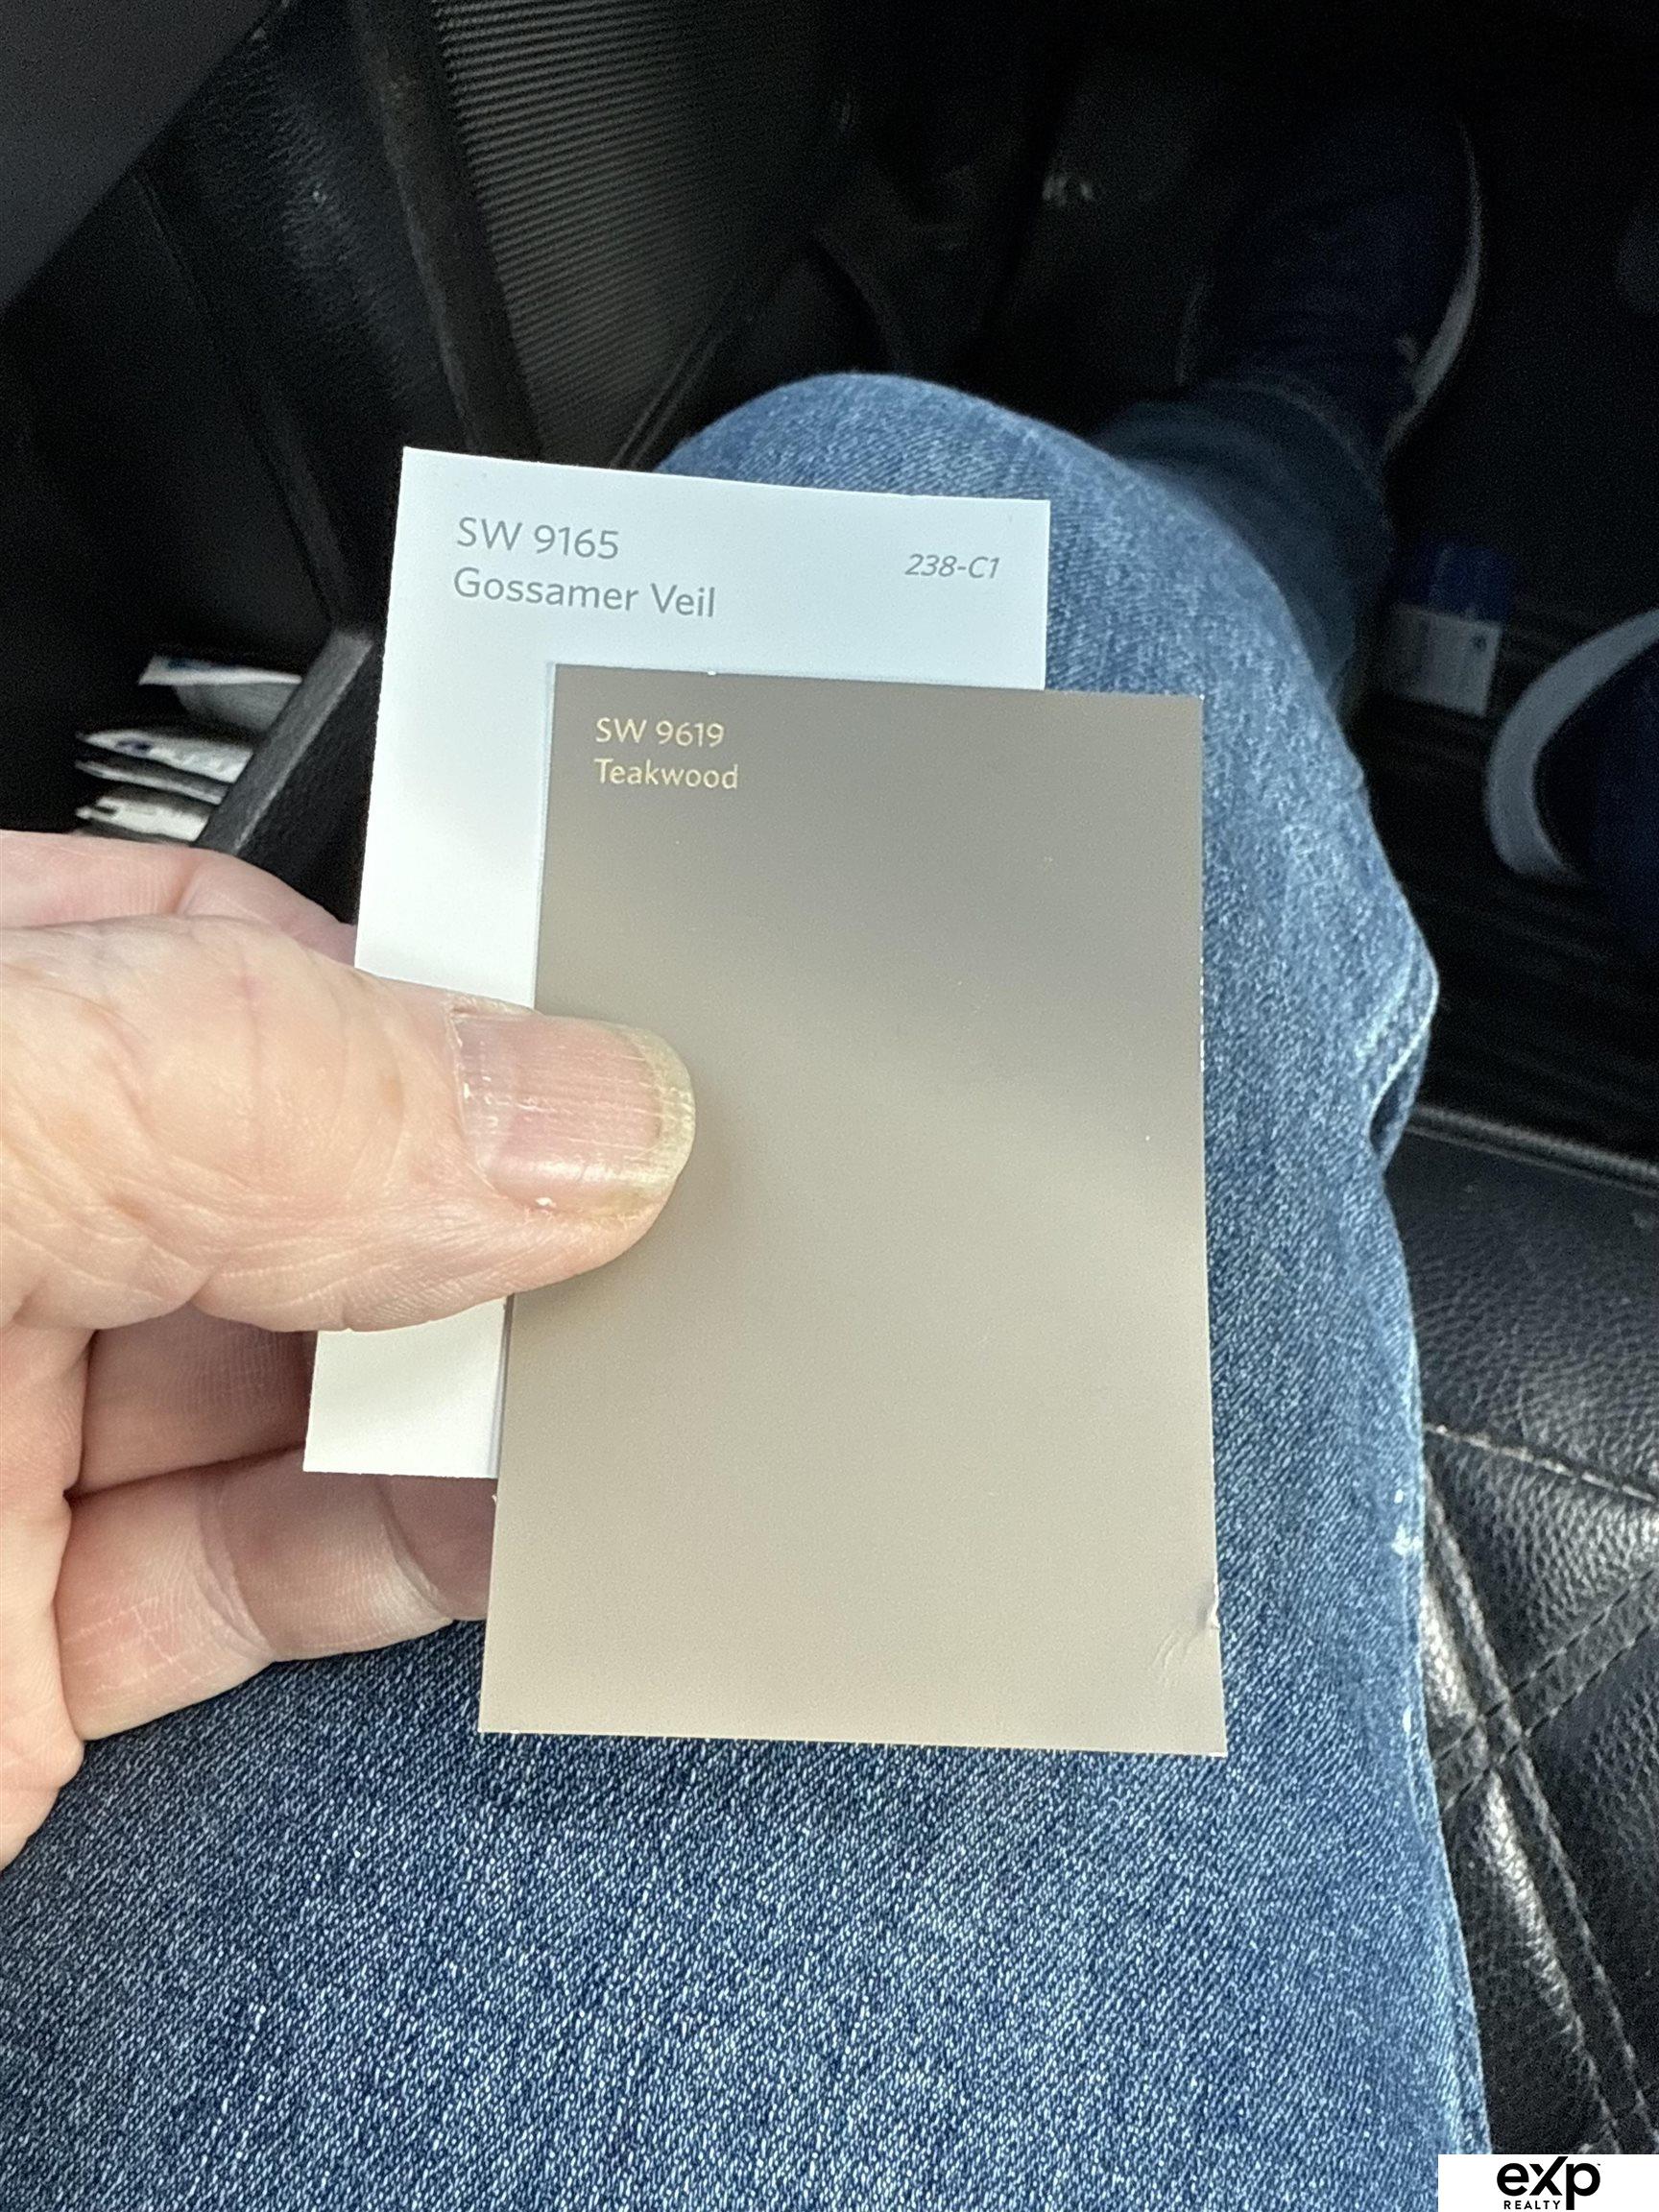 SW 9165
Gossamer Veil
238-C1
SW 9619
Teakwood
eXp
REALTY